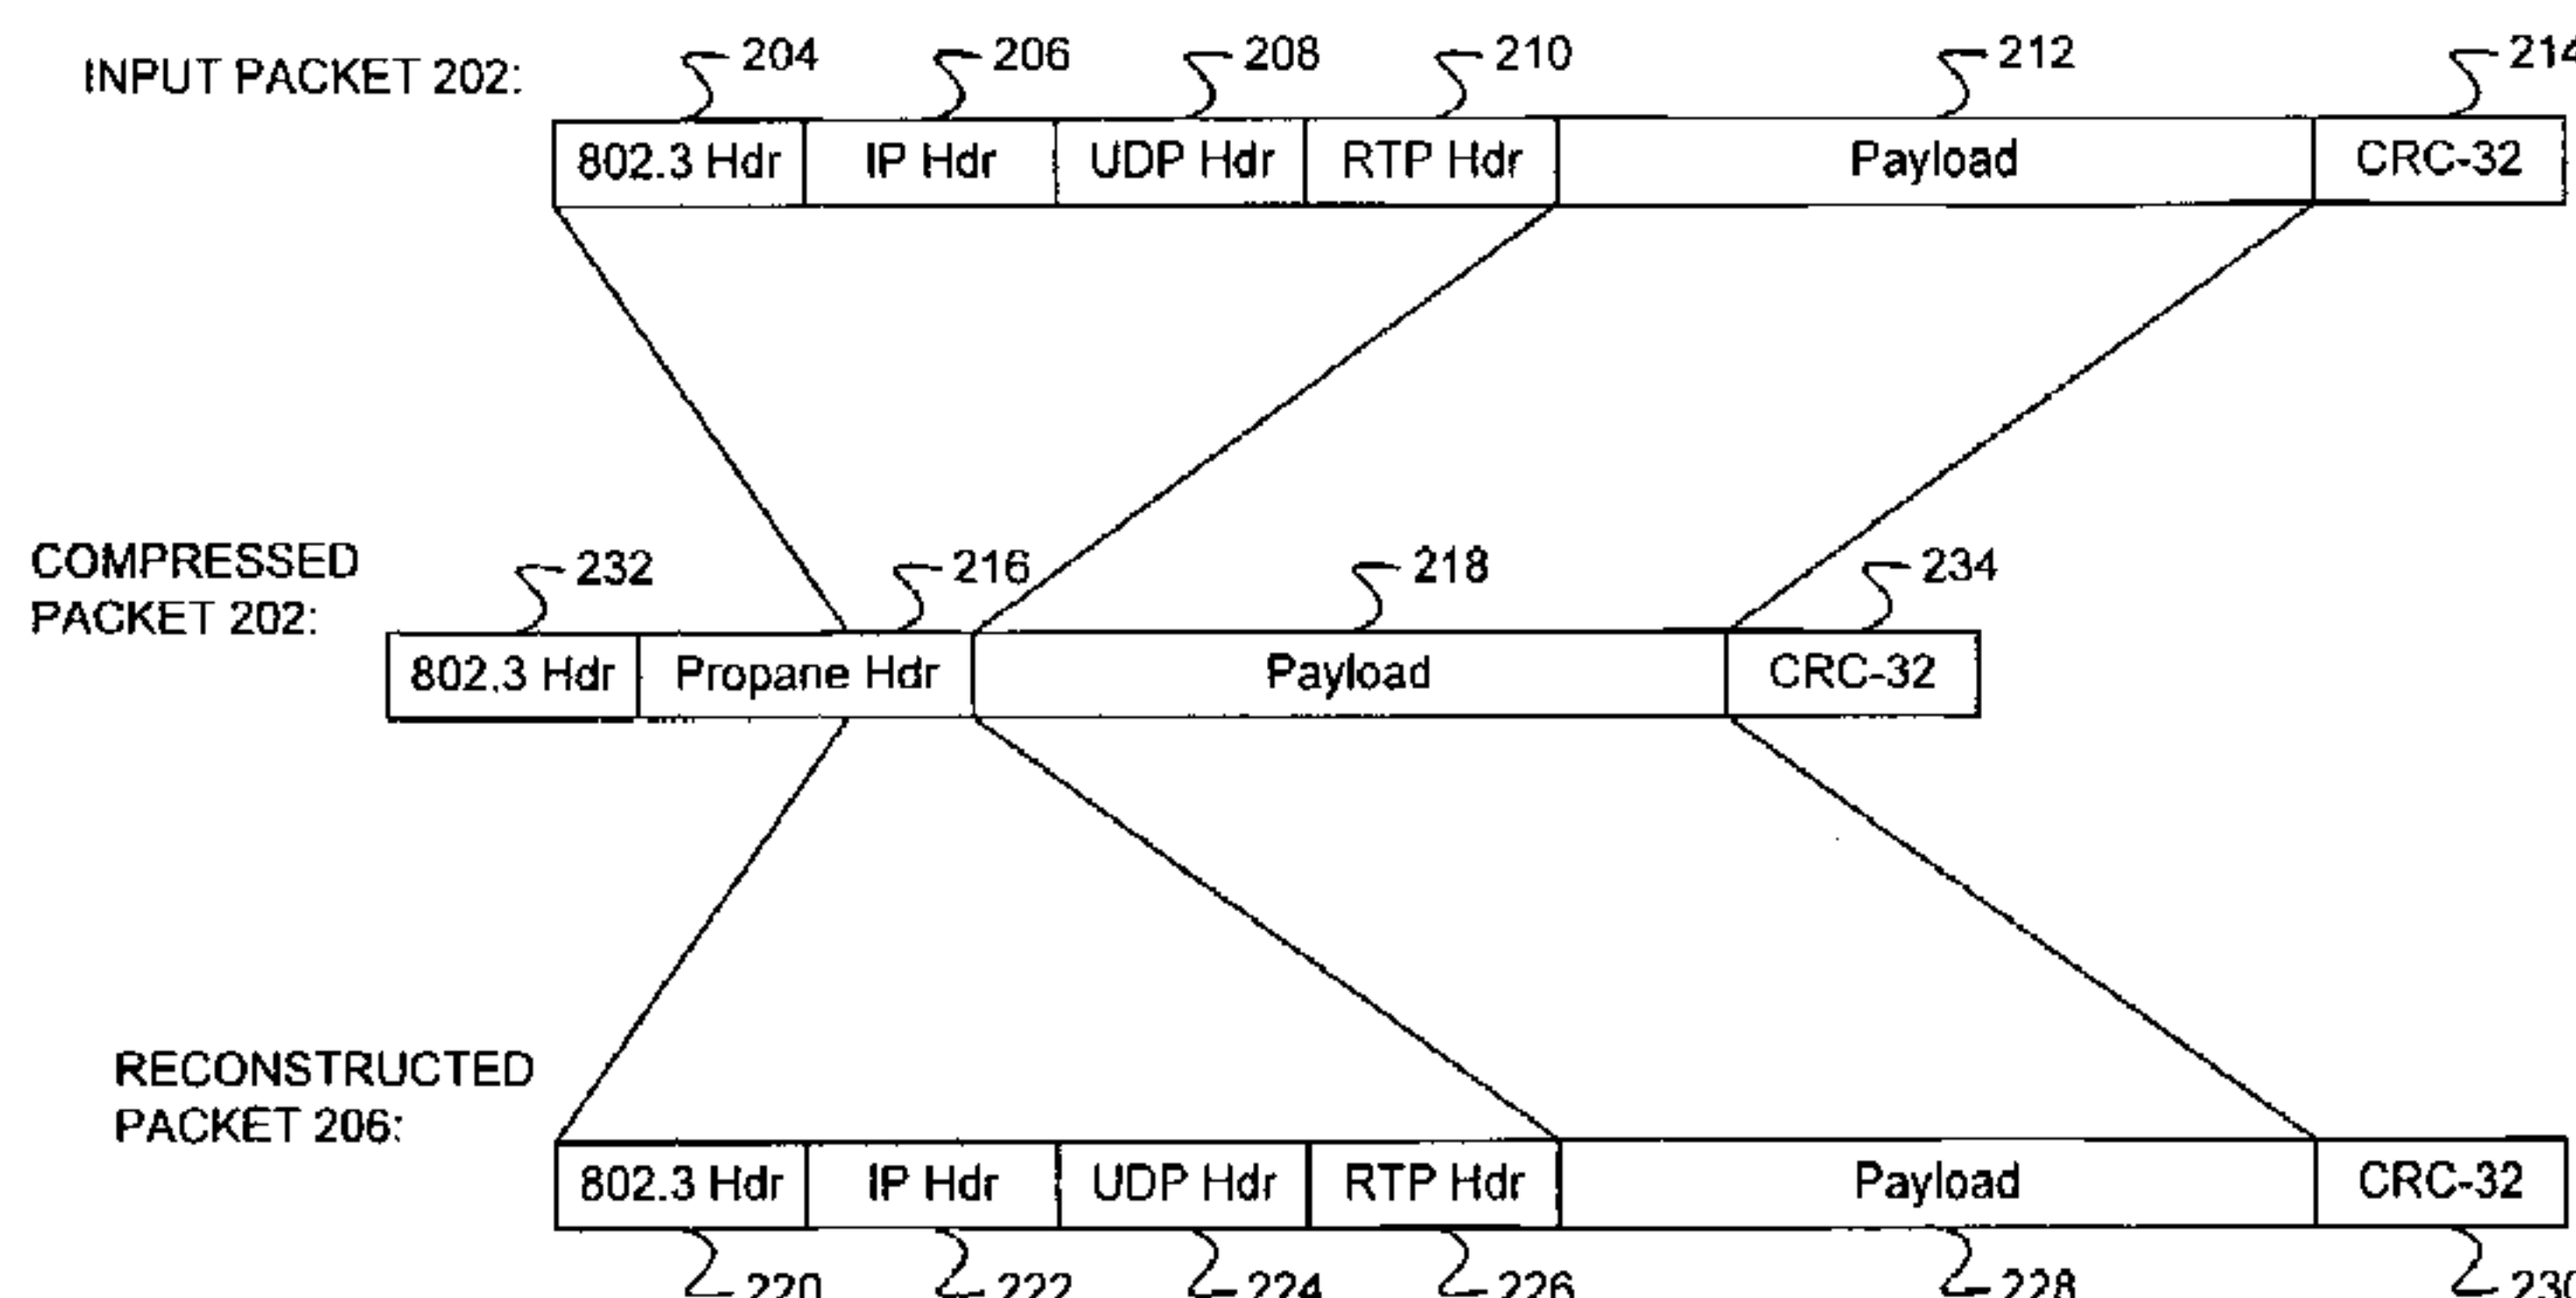 INPUT PACKET 202:
204 206 208 210 212 214
802.3 Hdr IP Hdr UDP Hdr RTP Hdr Payload CRC-32
COMPRESSED
PACKET 202:
232 216 218 234
802.3 Hdr Propane Hdr Payload CRC-32
RECONSTRUCTED
PACKET 206:
802.3 Hdr IP Hdr UDP Hdr RTP Hdr Payload CRC-32
220 222 224 226 228 230